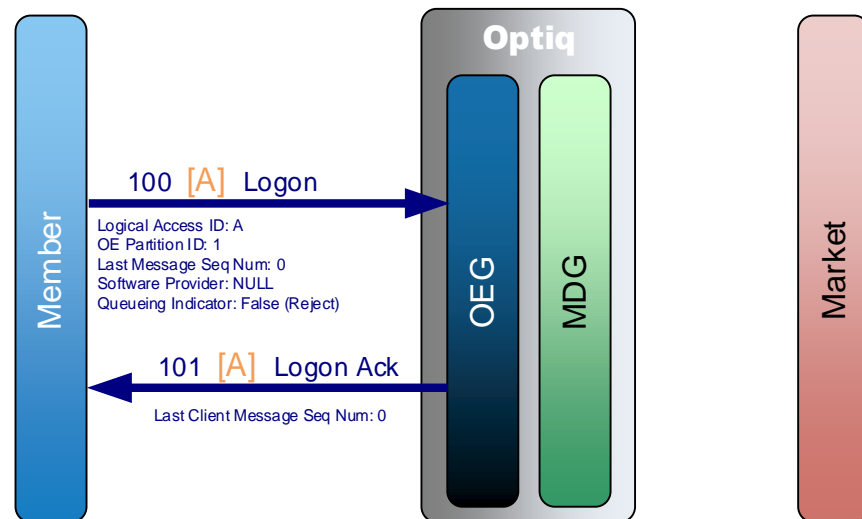 Optiq
100 [A] Logon
Logical Access ID: A
OE Partition ID: 1
Last Message Seq Num: 0
Software Provider: NULL
Queueing Indicator: False (Reject)
Member
OEG
MDG
Market
101 [A] Logon Ack
Last Client Message Seq Num: 0